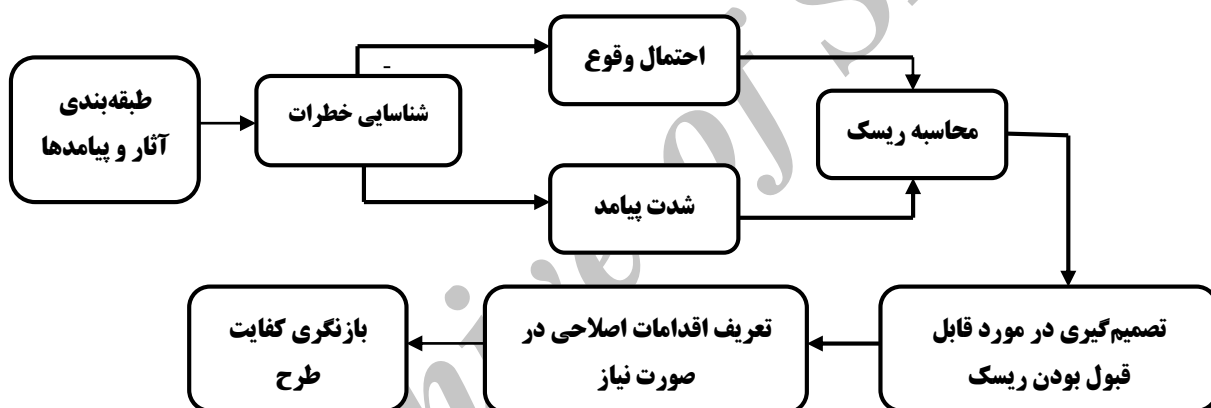 طبقه‌بندی
آثار و پیامدها
شناسایی خطرات
احتمال وقوع
شدت پیامد
محاسبه ریسک
تصمیم‌گیری در مورد قابل
قبول بودن ریسک
تعریف اقدامات اصلاحی در
صورت نیاز
بازنگری کفایت
طرح
of S